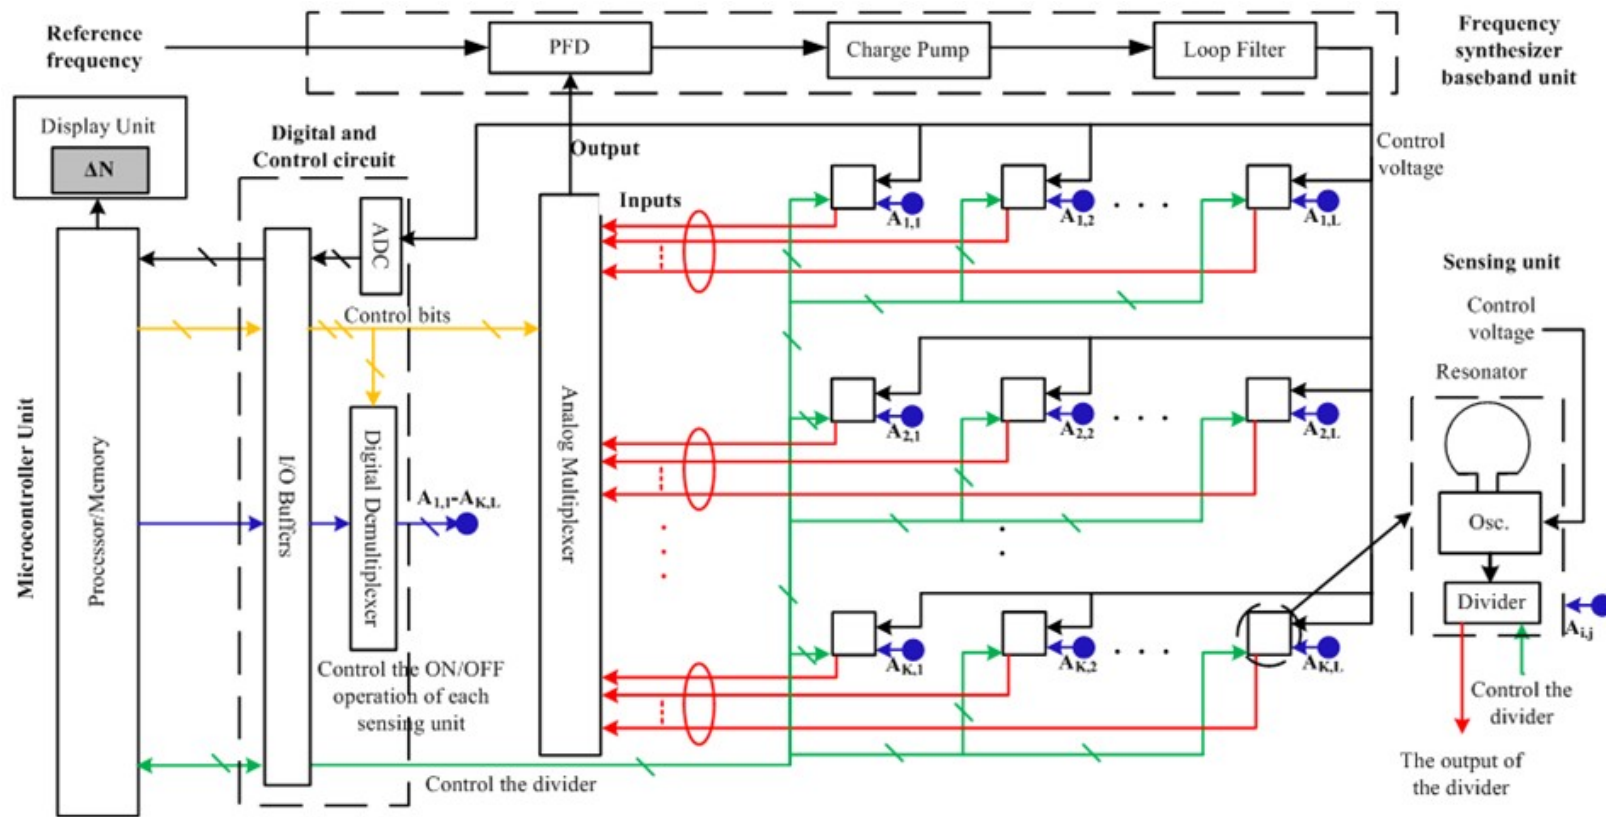 Reference
frequency
PFD
Charge Pump
Loop Filter
Frequency
synthesizer
baseband unit
Display Unit
ΔN
Digital and
Control circuit
Output
Control
voltage
Inputs
ADC
A1,1
A1,2
. . .
A1,L
Control bits
Sensing unit
Control
voltage
Resonator
Microcontroller Unit
Processor/Memory
I/O Buffers
Digital Demultiplexer
A1,1-AK,L
Analog Multiplexer
A2,1
A2,2
. . .
A2,L
Osc.
Divider
Ai,j
AK,1
AK,2
. . .
AK,L
Control the ON/OFF
operation of each
sensing unit
Control the divider
Control the
divider
The output of
the divider